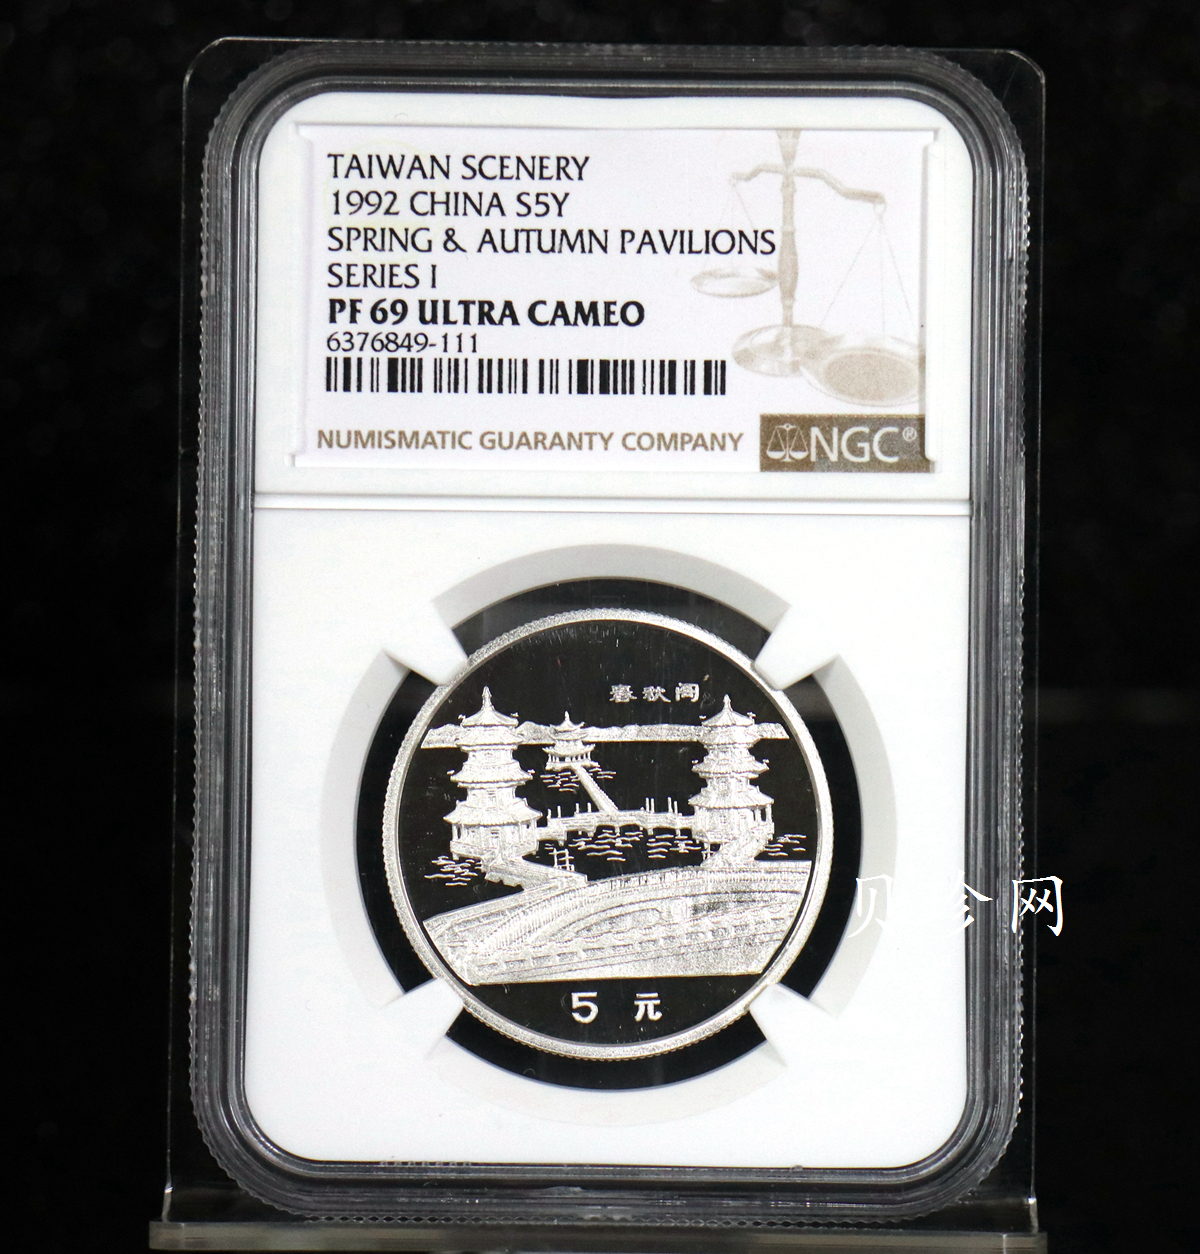 TAIWAN SCENERY
1992 CHINA S5Y
SPRING & AUTUMN PAVILIONS
SERIES I
PF 69 ULTRA CAMEO
6376849-111
NUMISMATIC GUARANTY COMPANY
NGC®
春秋阁
5 元
贝珍网